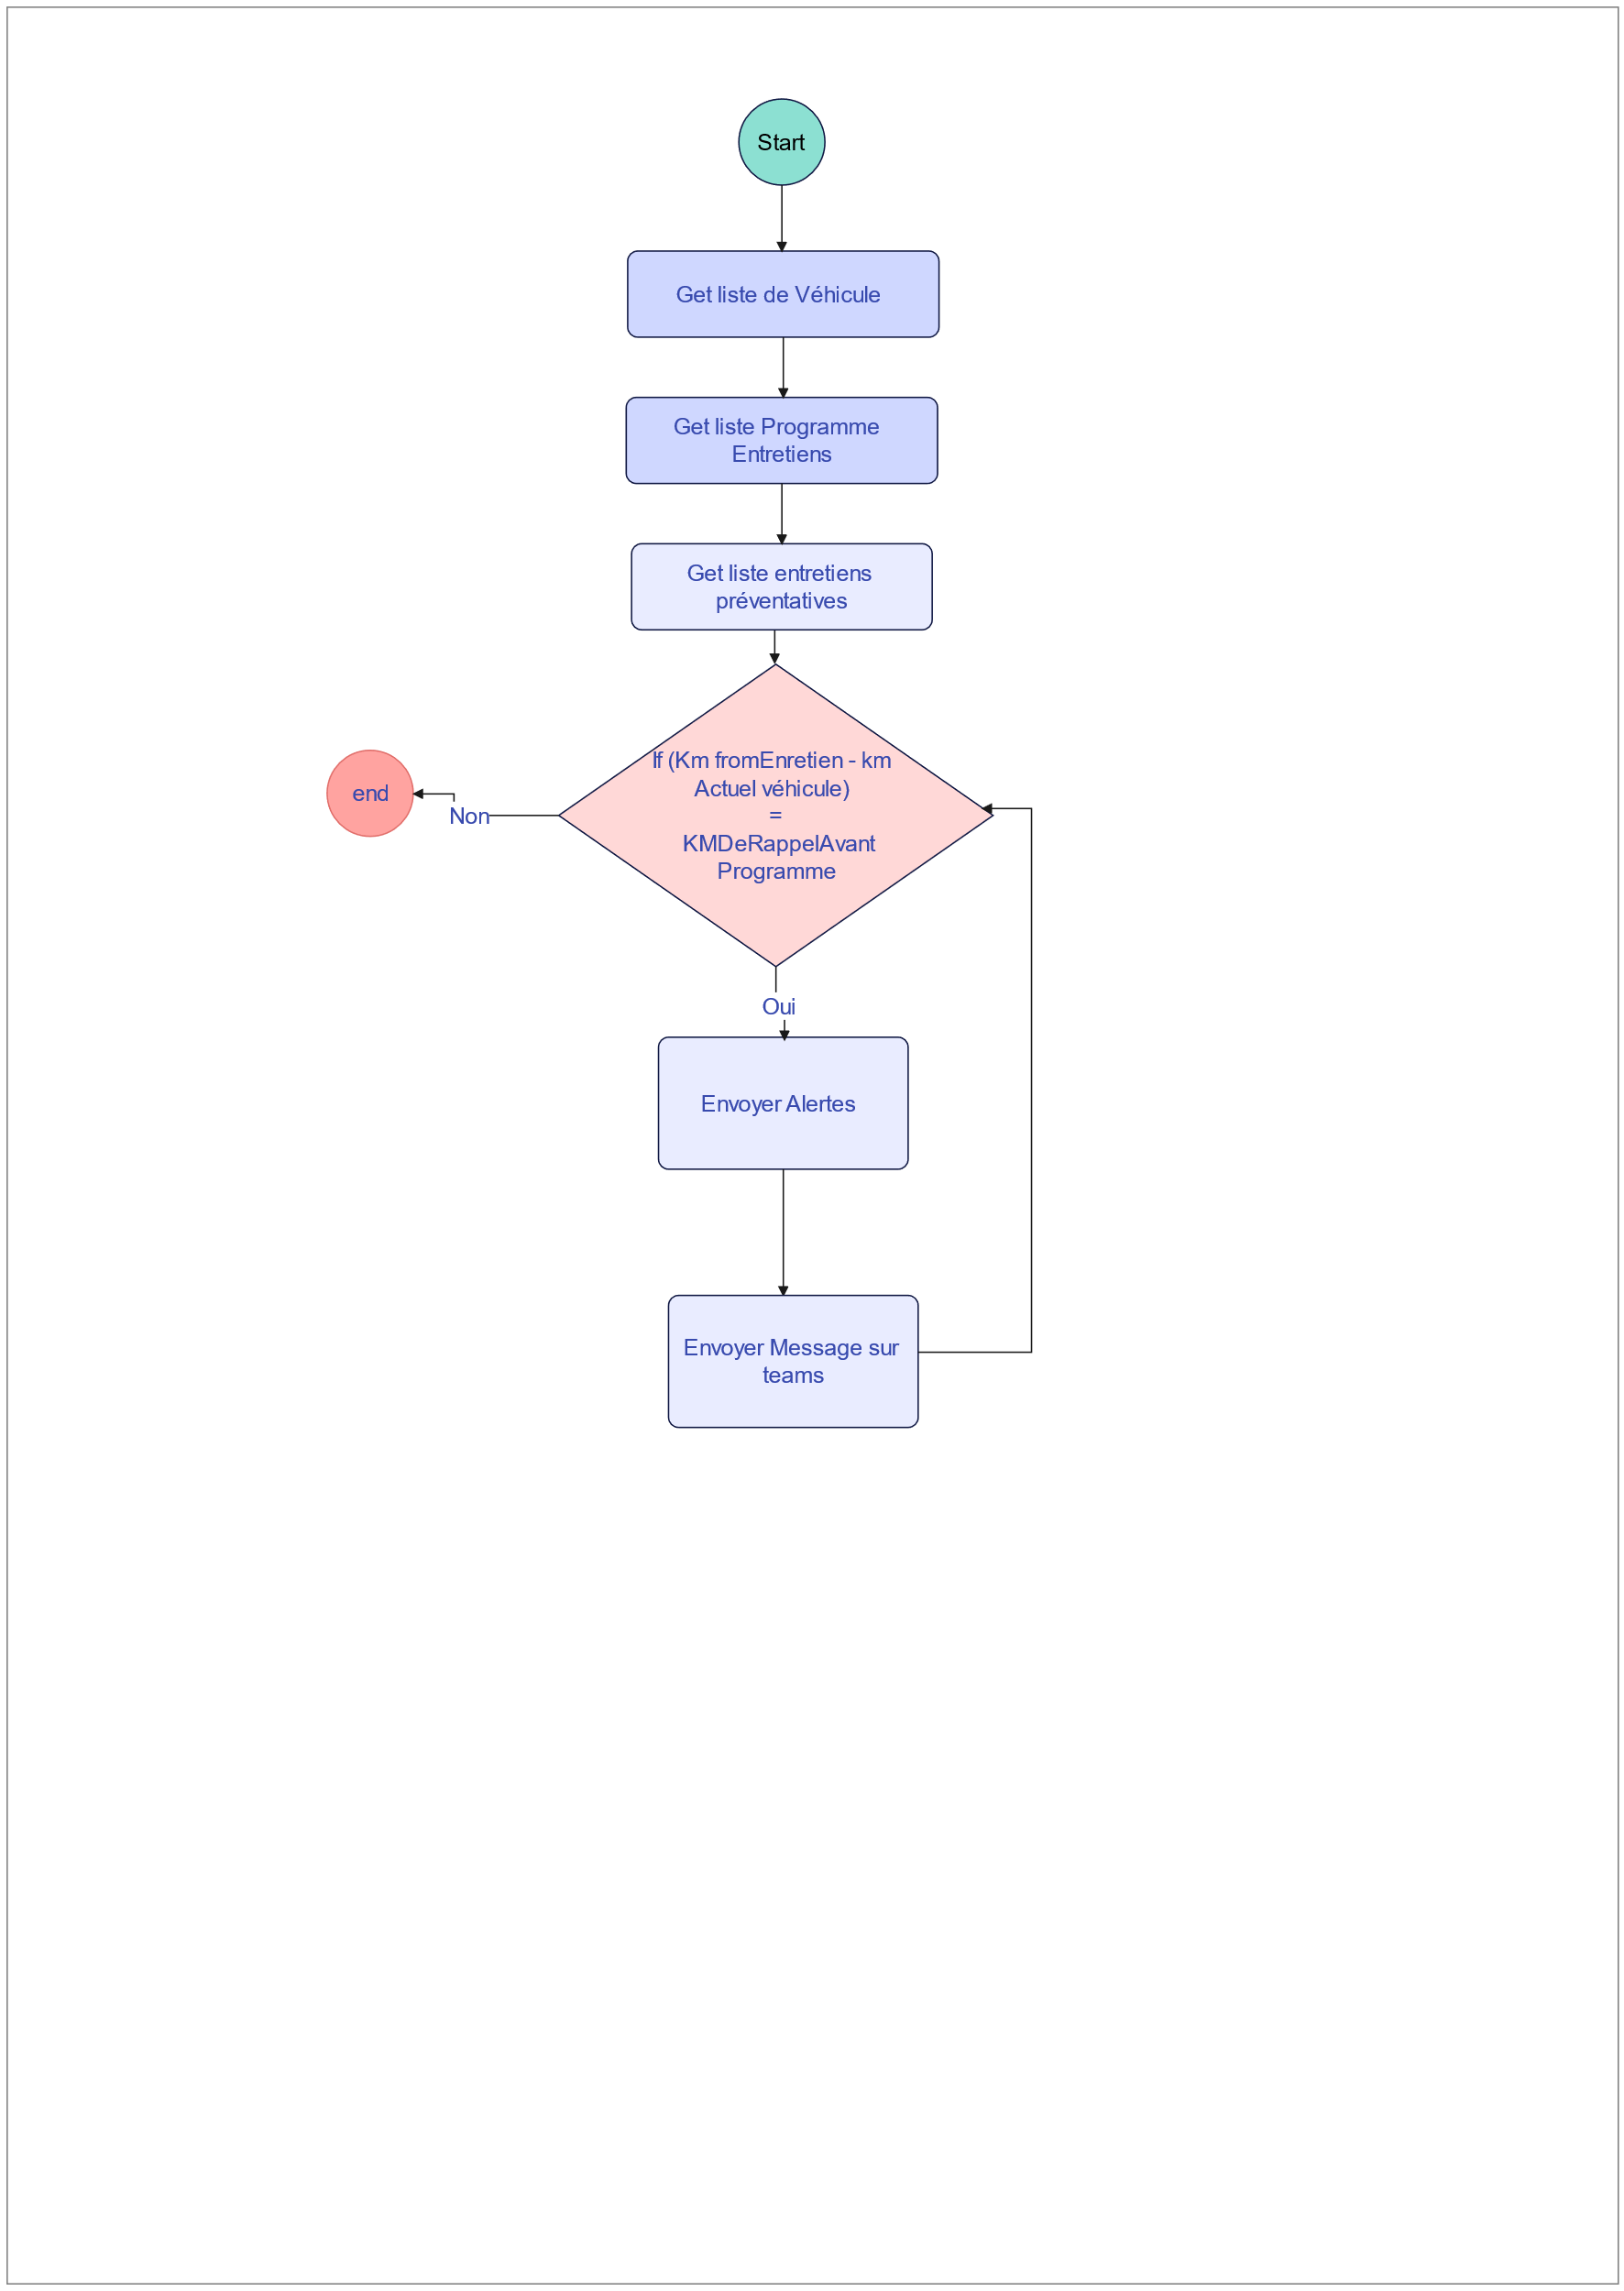 Start
Get liste de Véhicule
Get liste Programme
Entretiens
Get liste entretiens
préventatives
If (Km fromEnretien - km
Actuel véhicule)
=
KMDeRappelAvant
Programme
end
Non
Oui
Envoyer Alertes
Envoyer Message sur
teams